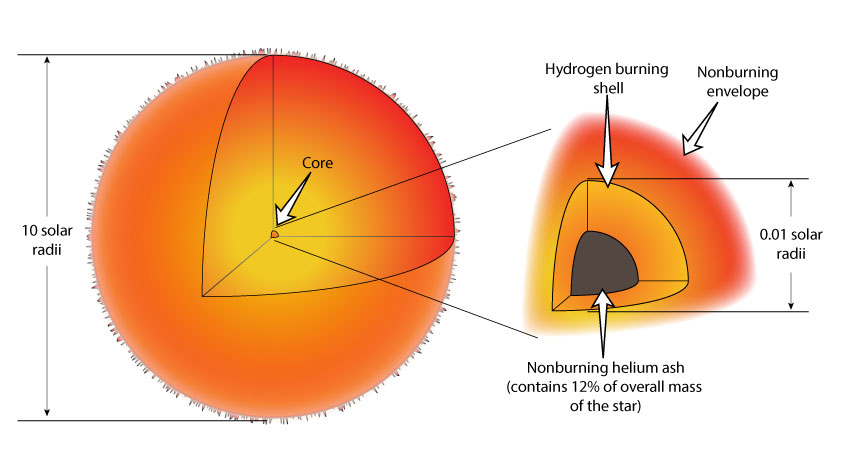 Hydrogen burning
shell
Nonburning
envelope
Core
10 solar
radii
0.01 solar
radii
Nonburning helium ash
(contains 12% of overall mass
of the star)